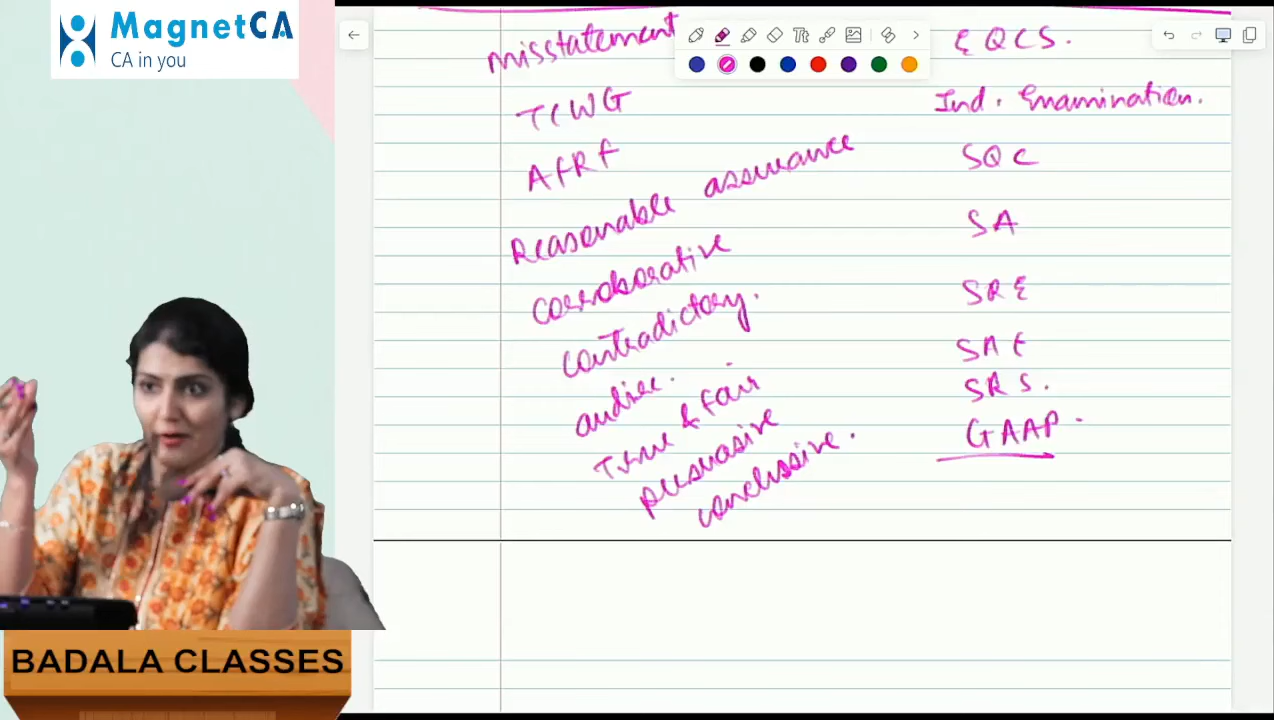 MagnetCA
CA in you
misstatement
TCWG
AFRF
Reasonable assurance
corroborative
contradictory.
True & fair
persuasive
conclusive.
EQCS.
Ind. Examination.
SQC
SA
SRE
SAE
SRS.
GAAP.
BADALA CLASSES